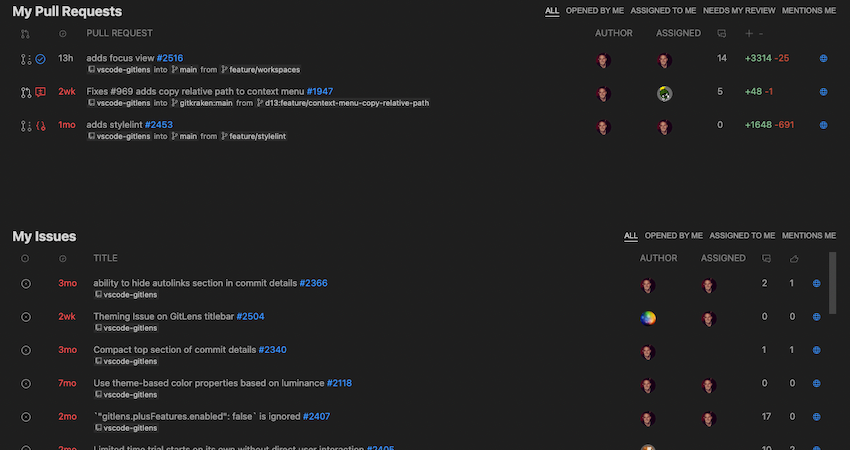 My Pull Requests
ALL OPENED BY ME ASSIGNED TO ME NEEDS MY REVIEW MENTIONS ME
PULL REQUEST AUTHOR ASSIGNED + -
13h adds focus view #2516 14 +3314 -25
vscode-gitlens into main from feature/workspaces
2wk Fixes #969 adds copy relative path to context menu #1947 5 +48 -1
vscode-gitlens into gitkraken:main from d13:feature/context-menu-copy-relative-path
1mo adds stylelint #2453 0 +1648 -691
vscode-gitlens into main from feature/stylelint
My Issues
ALL OPENED BY ME ASSIGNED TO ME MENTIONS ME
TITLE AUTHOR ASSIGNED
3mo ability to hide autolinks section in commit details #2366 2 1
vscode-gitlens
2wk Theming Issue on GitLens titlebar #2504 0 0
vscode-gitlens
3mo Compact top section of commit details #2340 1 1
vscode-gitlens
7mo Use theme-based color properties based on luminance #2118 0 0
vscode-gitlens
2mo `"gitlens.plusFeatures.enabled": false` is ignored #2407 17 0
vscode-gitlens
2mo Limited time trial starts on its own without direct user interaction #2405 10 2